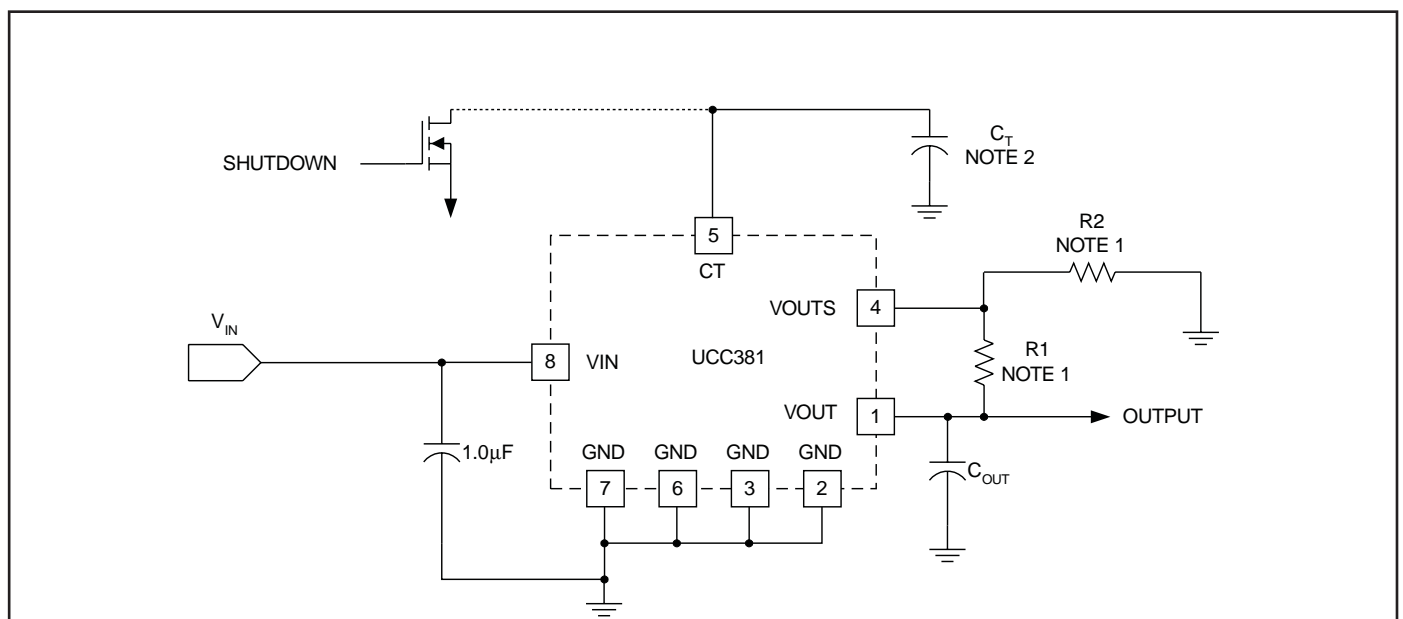 SHUTDOWN
C_T
NOTE 2
5
CT
R2
NOTE 1
VOUTS
4
V_IN
8
VIN
UCC381
R1
NOTE 1
VOUT
1
OUTPUT
1.0μF
GND
GND
GND
GND
7
6
3
2
C_OUT